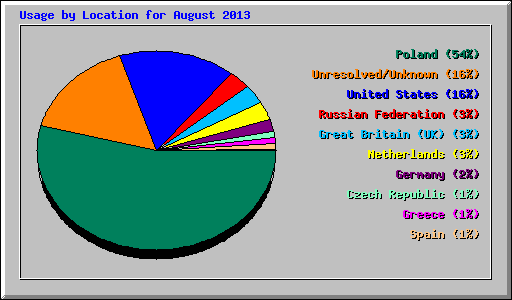 Usage by Location for August 2013
Poland (54%)
Unresolved/Unknown (16%)
United States (16%)
Russian Federation (3%)
Great Britain (UK) (3%)
Netherlands (3%)
Germany (2%)
Czech Republic (1%)
Greece (1%)
Spain (1%)